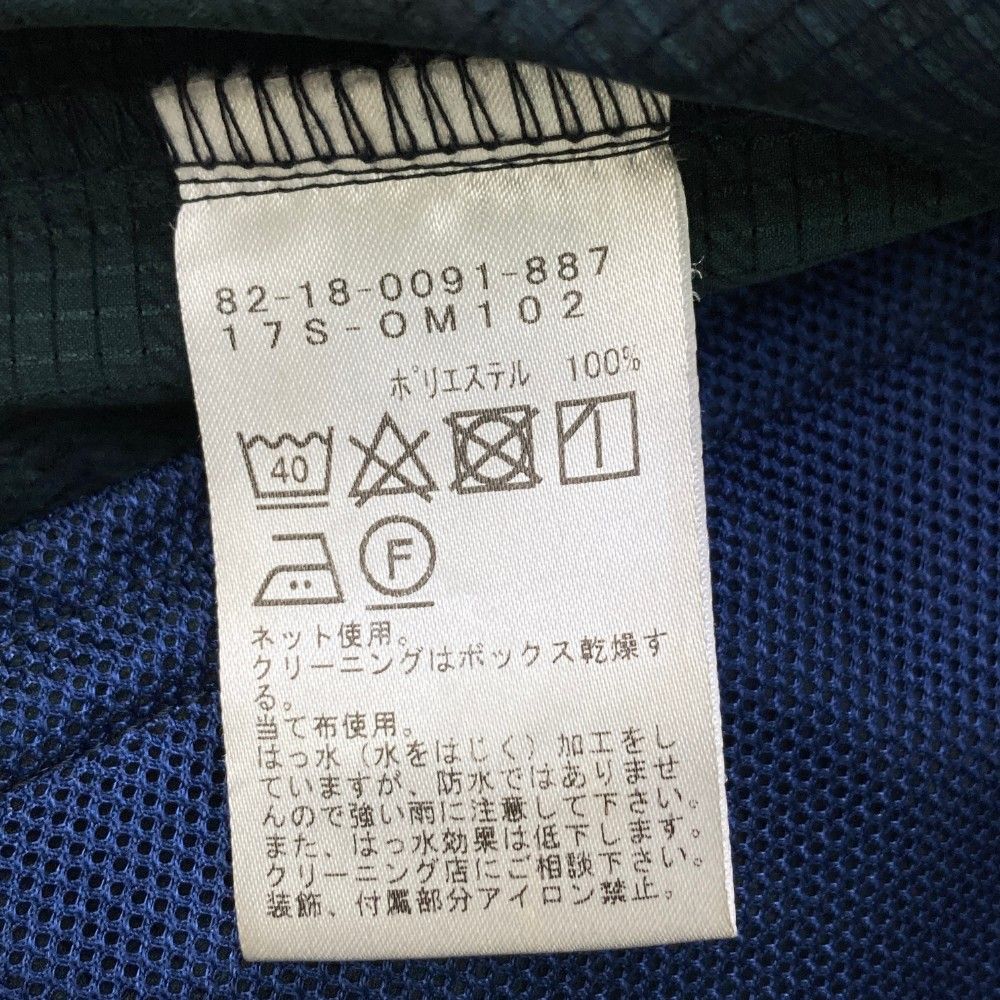 82-18-0091-887
17S-OM102
ポリエステル 100%
40
F
ネット使用。
クリーニングはボックス乾燥す
る。
当て布使用。
はっ水（水をはじく）加工をし
ていますが、防水ではありませ
んので強い雨に注意して下さい。
また、はっ水効果は低下します。
クリーニング店にご相談下さい。
装飾、付属部分アイロン禁止。